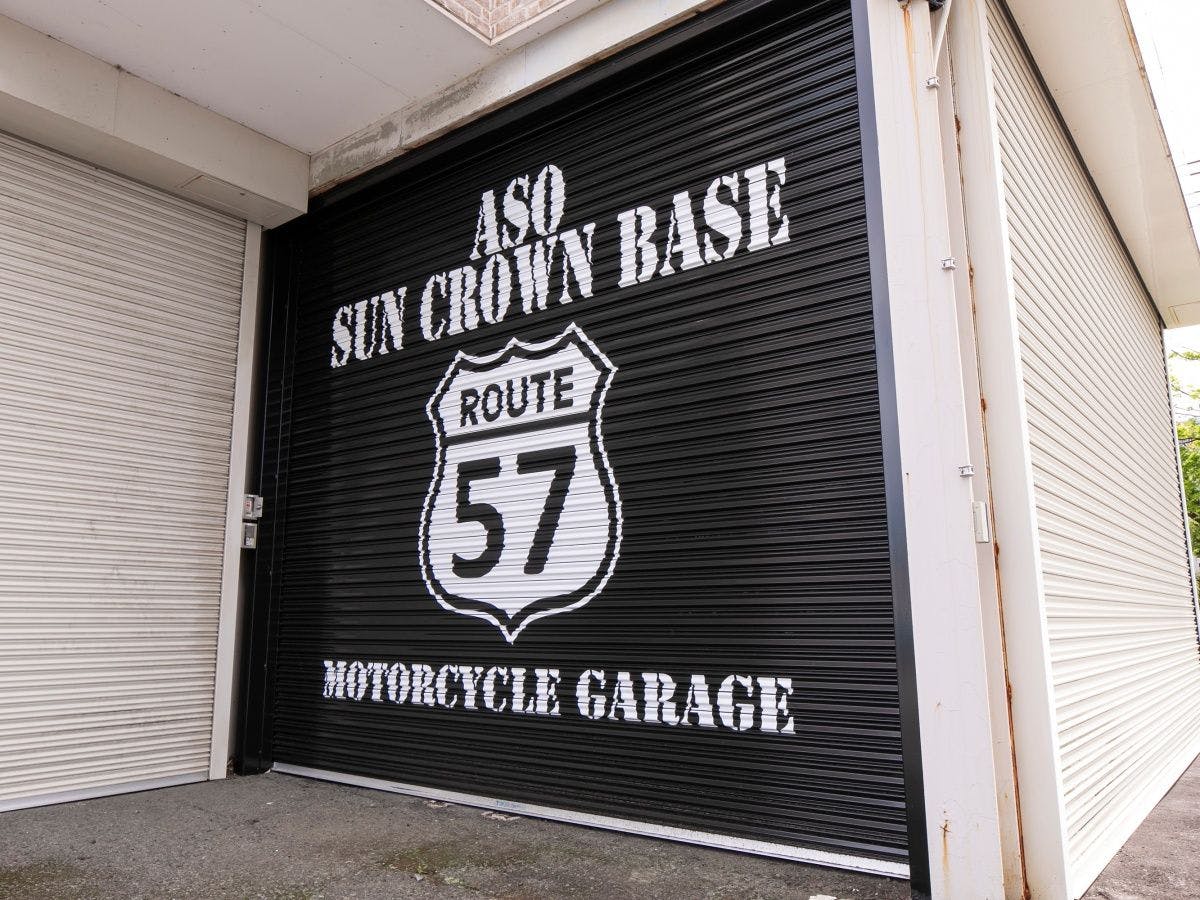 ASO
SUN CROWN BASE
ROUTE
57
MOTORCYCLE GARAGE